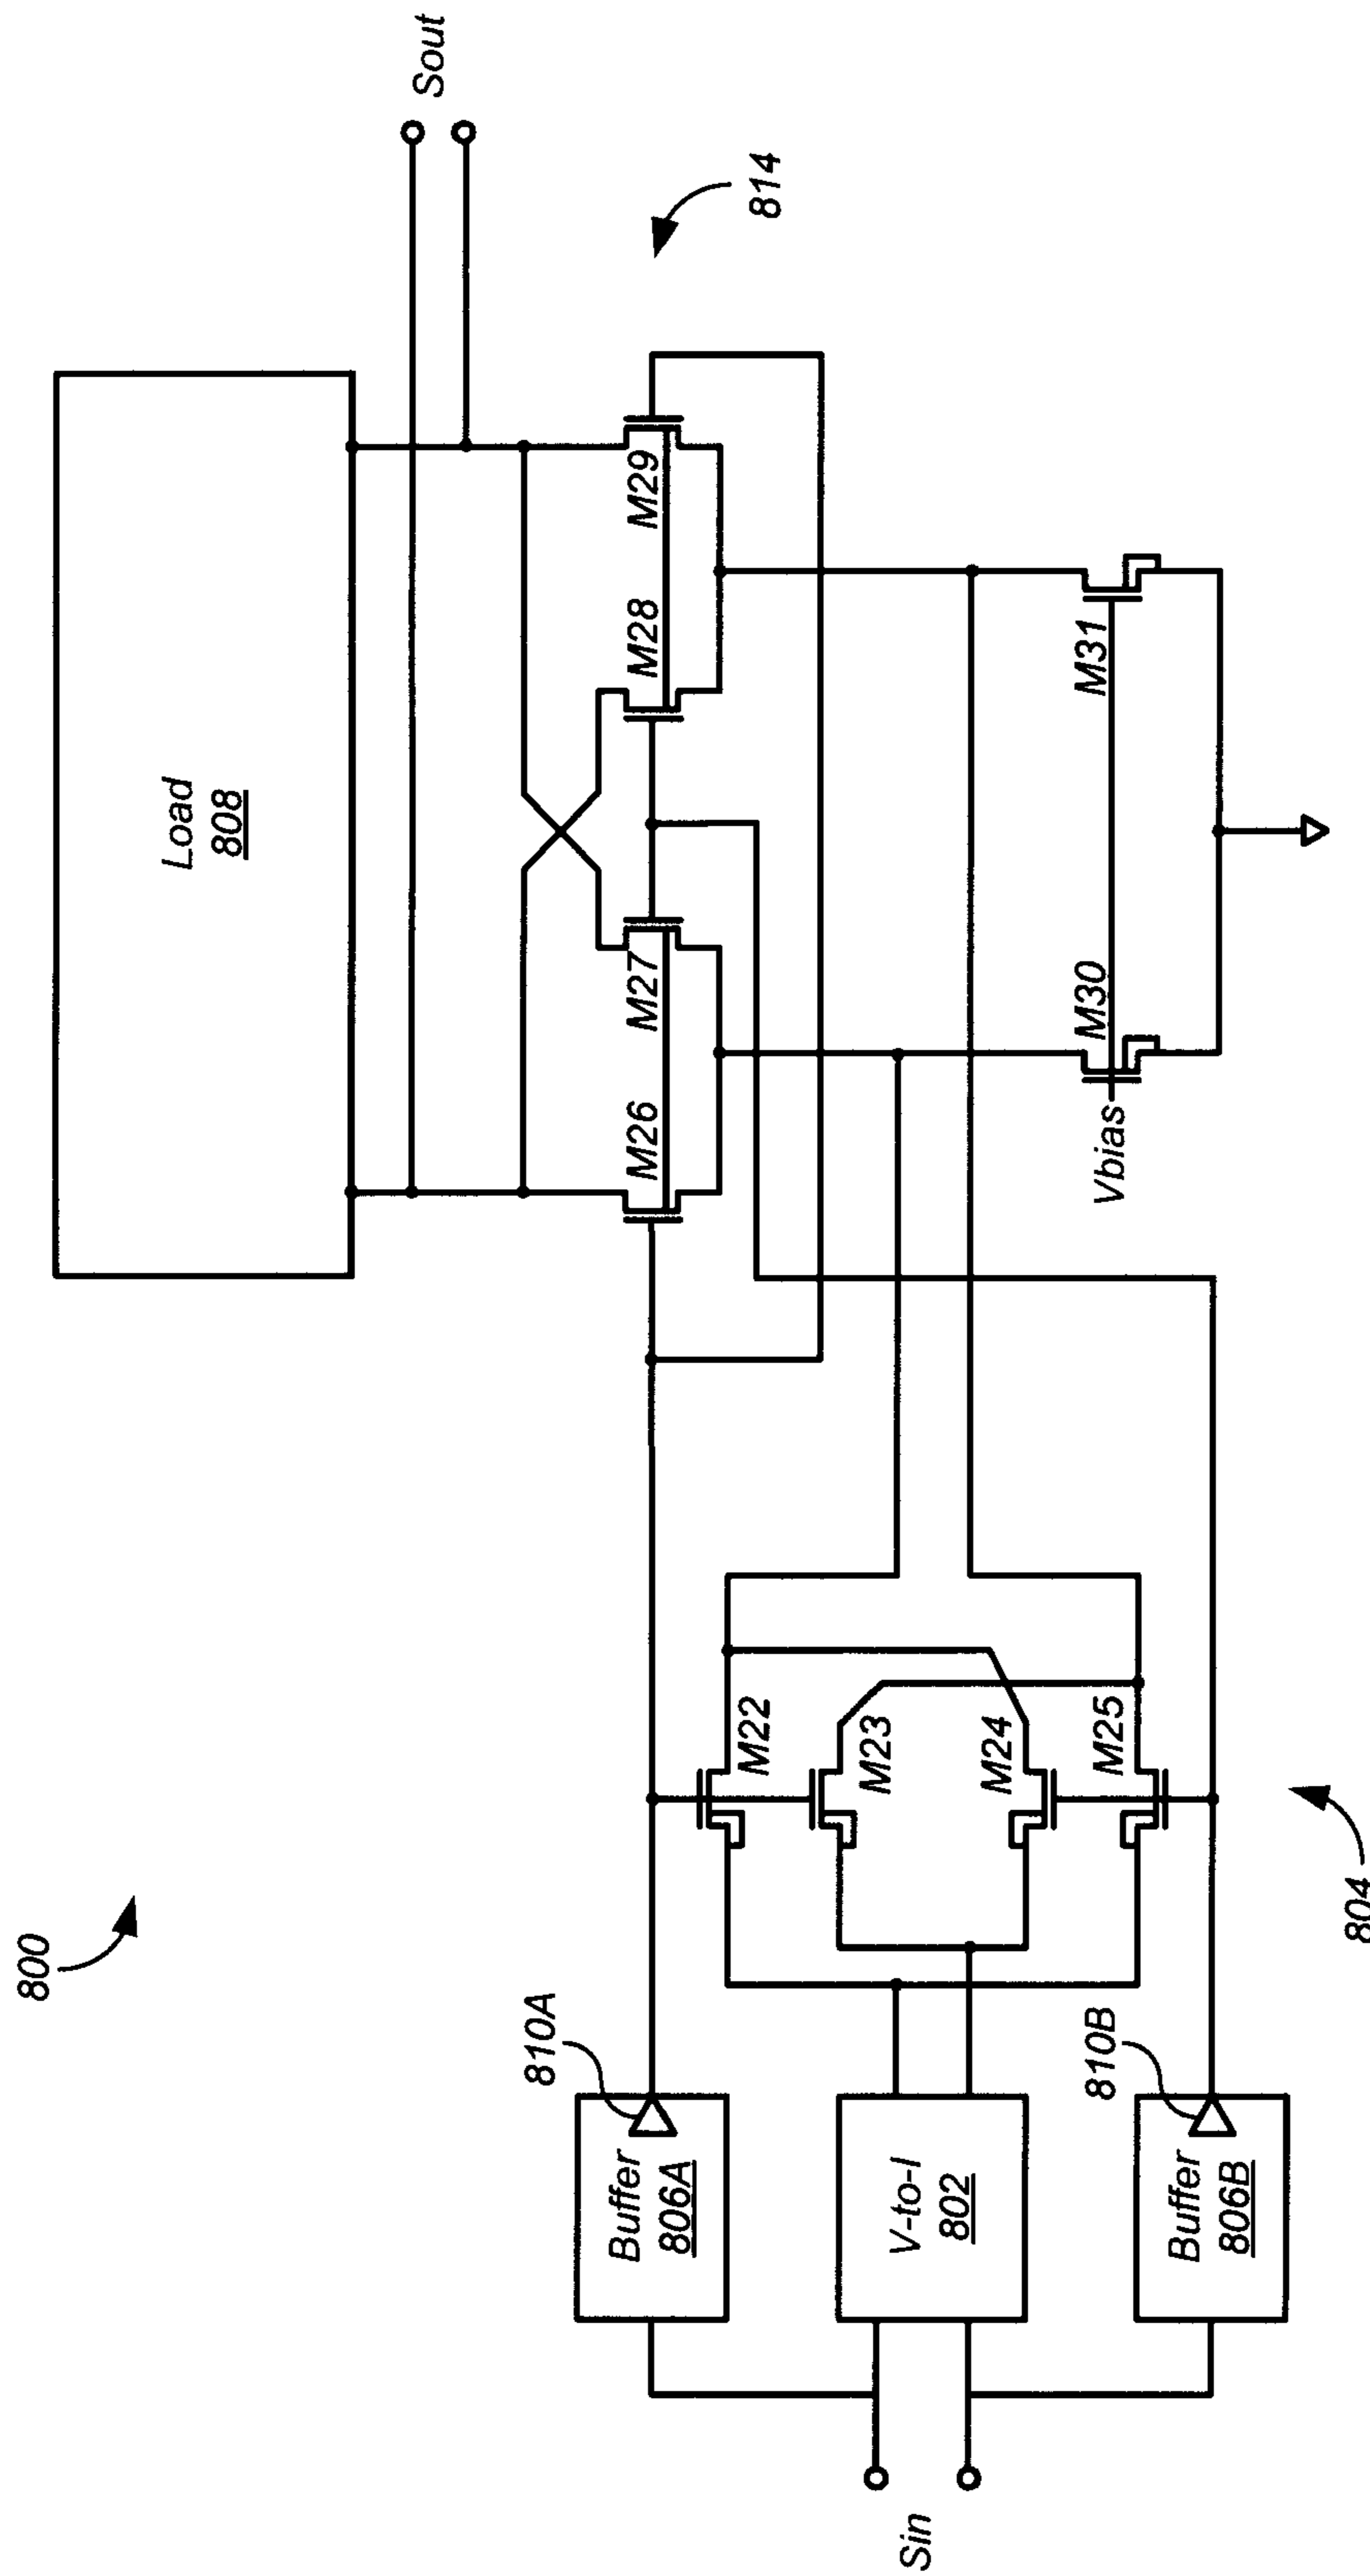 800
Load
808
Sout
814
M26
M27
M28
M29
M30
M31
Vbias
810A
Buffer
806A
M22
M23
M24
M25
V-to-I
802
Sin
810B
Buffer
806B
804